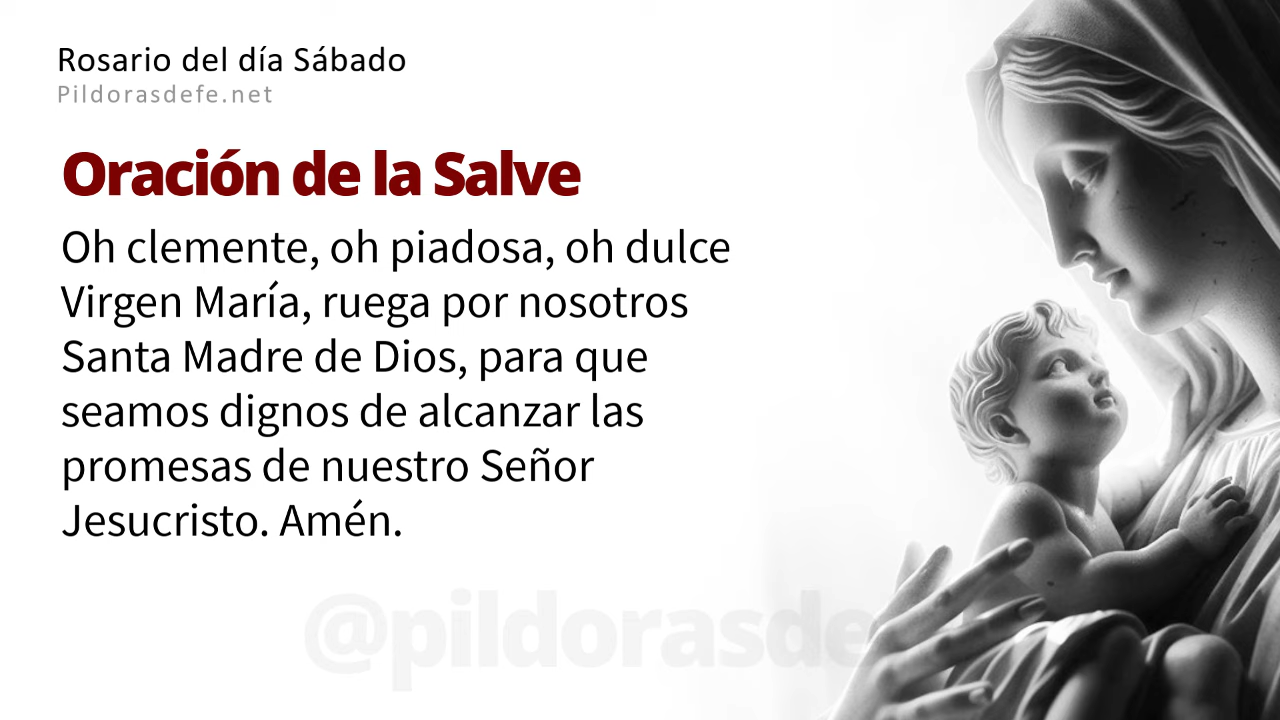 Rosario del día Sábado
Pildorasdefe.net
Oración de la Salve
Oh clemente, oh piadosa, oh dulce
Virgen María, ruega por nosotros
Santa Madre de Dios, para que
seamos dignos de alcanzar las
promesas de nuestro Señor
Jesucristo. Amén.
@pildorasde